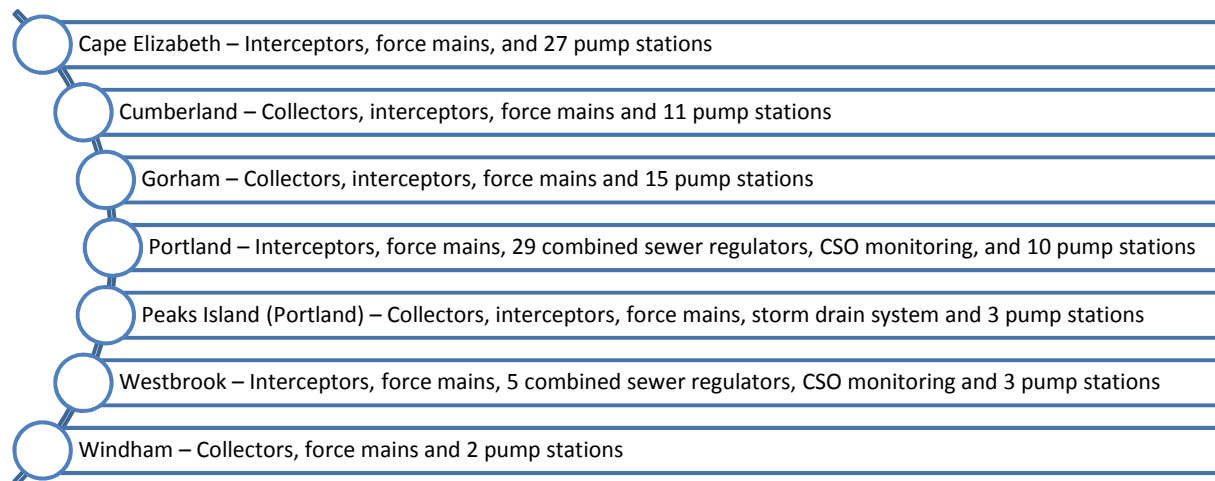 Cape Elizabeth – Interceptors, force mains, and 27 pump stations
Cumberland – Collectors, interceptors, force mains and 11 pump stations
Gorham – Collectors, interceptors, force mains and 15 pump stations
Portland – Interceptors, force mains, 29 combined sewer regulators, CSO monitoring, and 10 pump stations
Peaks Island (Portland) – Collectors, interceptors, force mains, storm drain system and 3 pump stations
Westbrook – Interceptors, force mains, 5 combined sewer regulators, CSO monitoring and 3 pump stations
Windham – Collectors, force mains and 2 pump stations